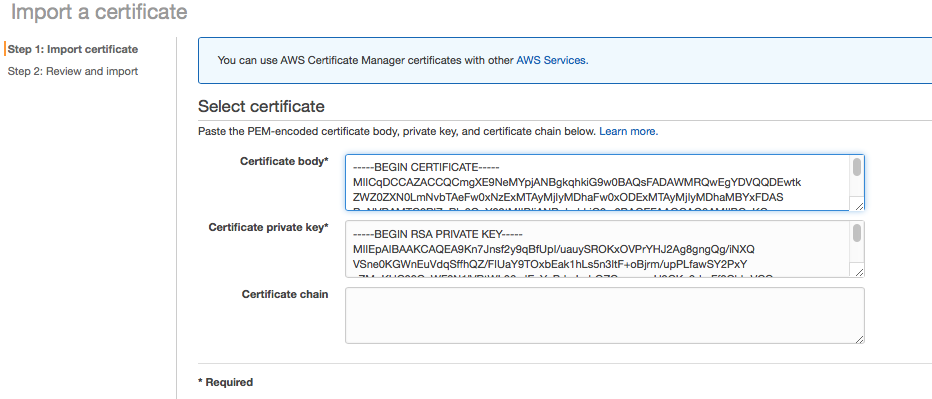 Import a certificate
Step 1: Import certificate
Step 2: Review and import
You can use AWS Certificate Manager certificates with other AWS Services.
Select certificate
Paste the PEM-encoded certificate body, private key, and certificate chain below. Learn more.
Certificate body*
-----BEGIN CERTIFICATE-----
MIICqDCCAZACCQCmgXE9NeMYpjANBgkqhkiG9w0BAQsFADAWMRQwEgYDVQQDEwtk
ZWZ0ZXN0LmNvbTAeFw0xNzExMTAyMjIyMDhaFw0xODExMTAyMjIyMDhaMBYxFDAS
Certificate private key*
-----BEGIN RSA PRIVATE KEY-----
MIIEpAIBAAKCAQEA9Kn7Jnsf2y9qBfUpI/uauySROKxOVPrYHJ2Ag8gngQg/iNXQ
VSne0KGWnEuVdqSffhQZ/FlUaY9TOxbEak1hLs5n3ltF+oBjrm/upPLfawSY2PxY
Certificate chain
* Required